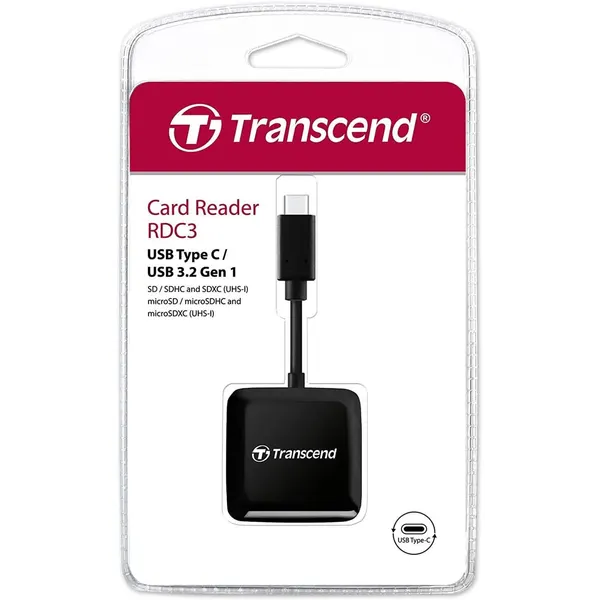 Transcend®
Card Reader
RDC3
USB Type C /
USB 3.2 Gen 1
SD / SDHC and SDXC (UHS-I)
microSD / microSDHC and
microSDXC (UHS-I)
Transcend
USB Type-C